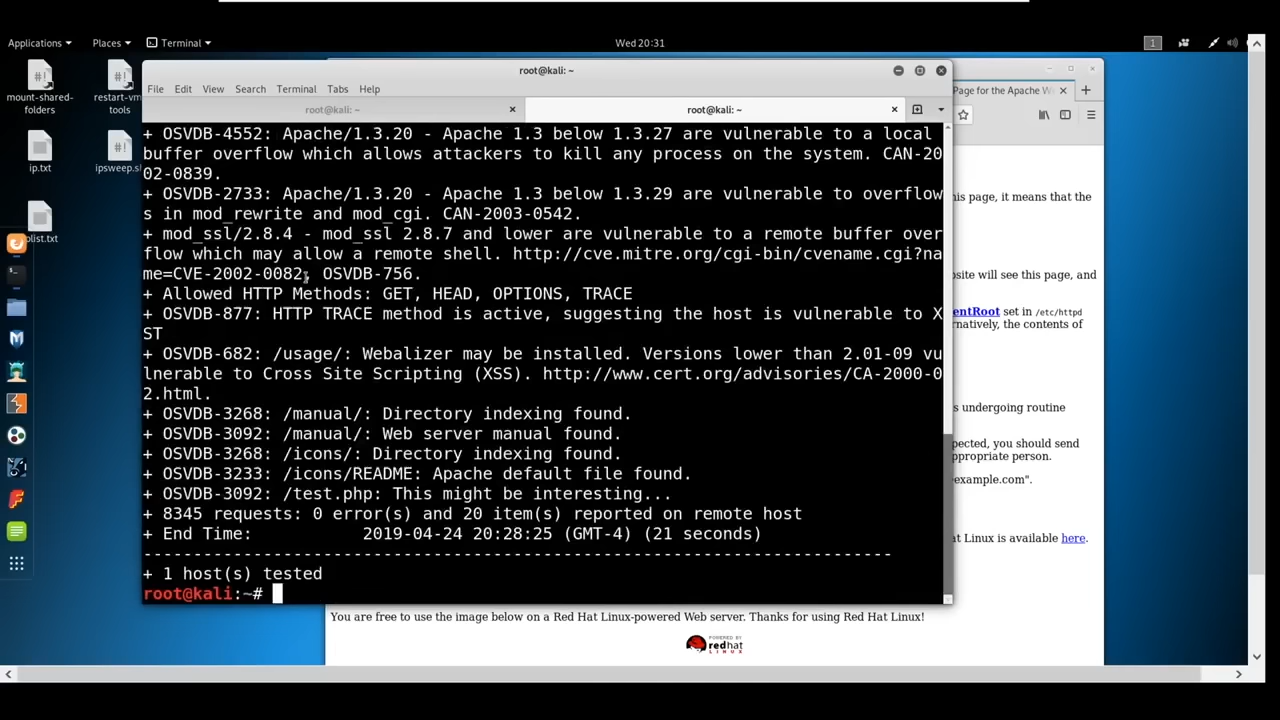 Applications
Places
Terminal
Wed 20:31
1
mount-shared-
folders
restart-vm
tools
ip.txt
ipsweep.s
plist.txt
root@kali: ~
File Edit View Search Terminal Tabs Help
root@kali: ~
root@kali: ~
+ OSVDB-4552: Apache/1.3.20 - Apache 1.3 below 1.3.27 are vulnerable to a local
buffer overflow which allows attackers to kill any process on the system. CAN-20
02-0839.
+ OSVDB-2733: Apache/1.3.20 - Apache 1.3 below 1.3.29 are vulnerable to overflow
s in mod_rewrite and mod_cgi. CAN-2003-0542.
+ mod_ssl/2.8.4 - mod_ssl 2.8.7 and lower are vulnerable to a remote buffer over
flow which may allow a remote shell. http://cve.mitre.org/cgi-bin/cvename.cgi?na
me=CVE-2002-0082, OSVDB-756.
+ Allowed HTTP Methods: GET, HEAD, OPTIONS, TRACE
+ OSVDB-877: HTTP TRACE method is active, suggesting the host is vulnerable to X
ST
+ OSVDB-682: /usage/: Webalizer may be installed. Versions lower than 2.01-09 vu
lnerable to Cross Site Scripting (XSS). http://www.cert.org/advisories/CA-2000-0
2.html.
+ OSVDB-3268: /manual/: Directory indexing found.
+ OSVDB-3092: /manual/: Web server manual found.
+ OSVDB-3268: /icons/: Directory indexing found.
+ OSVDB-3233: /icons/README: Apache default file found.
+ OSVDB-3092: /test.php: This might be interesting...
+ 8345 requests: 0 error(s) and 20 item(s) reported on remote host
+ End Time: 2019-04-24 20:28:25 (GMT-4) (21 seconds)
---------------------------------------------------------------------------
+ 1 host(s) tested
root@kali:~#
Page for the Apache W
his page, it means that the
bsite will see this page, and
entRoot set in /etc/httpd
rnatively, the contents of
s undergoing routine
pected, you should send
appropriate person.
example.com".
at Linux is available here.
You are free to use the image below on a Red Hat Linux-powered Web server. Thanks for using Red Hat Linux!
POWERED BY
redhat
LINUX